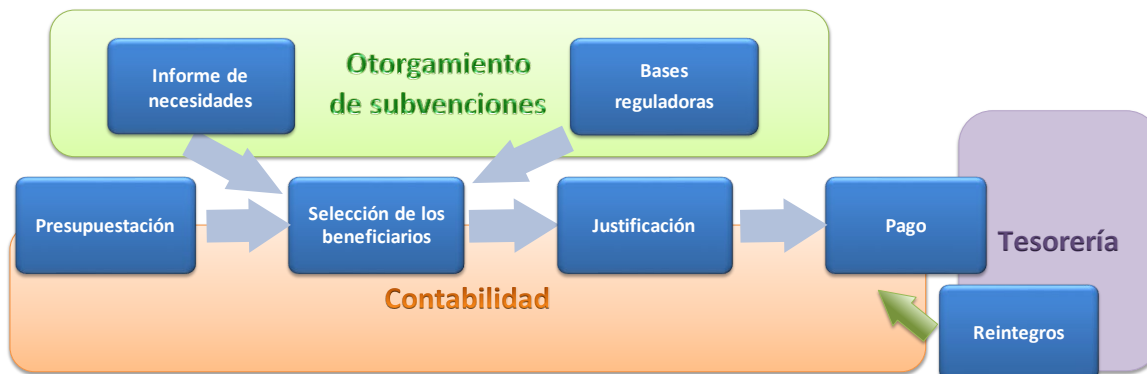 Informe de
necesidades
Otorgamiento
de subvenciones
Bases
reguladoras
Presupuestación
Selección de los
beneficiarios
Justificación
Pago
Tesorería
Contabilidad
Reintegros